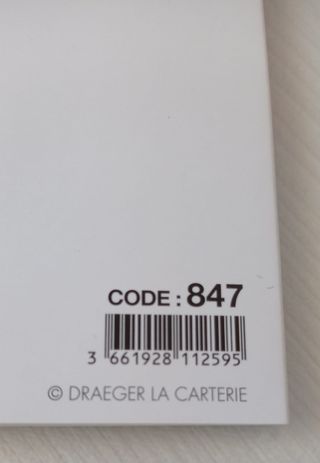 CODE : 847
3 661928 112595
© DRAEGER LA CARTERIE